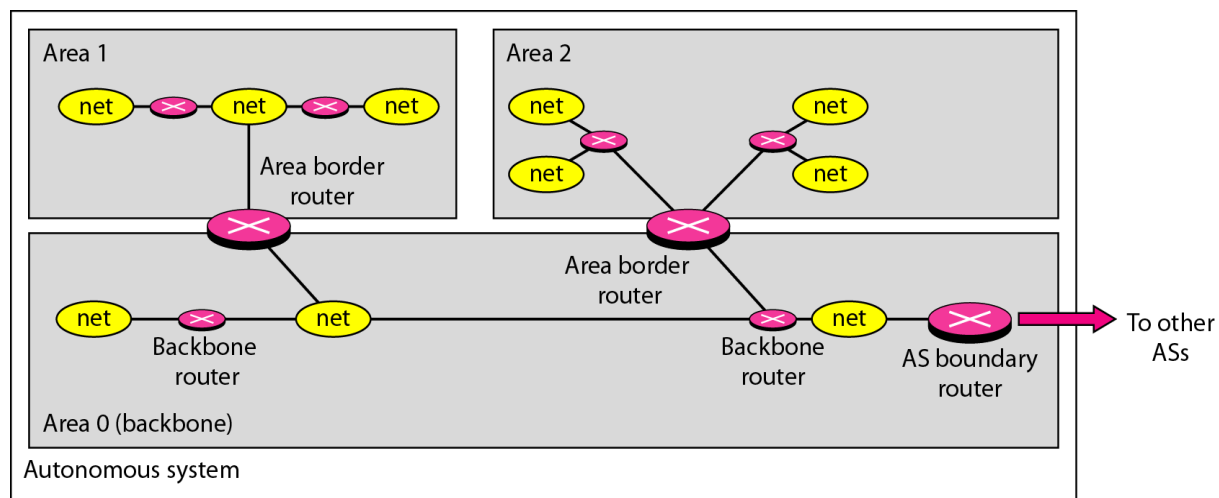 Area 1
net
net
net
Area border
router
Area 2
net
net
net
net
Area border
router
net
Backbone
router
net
Backbone
router
net
AS boundary
router
To other
ASs
Area 0 (backbone)
Autonomous system